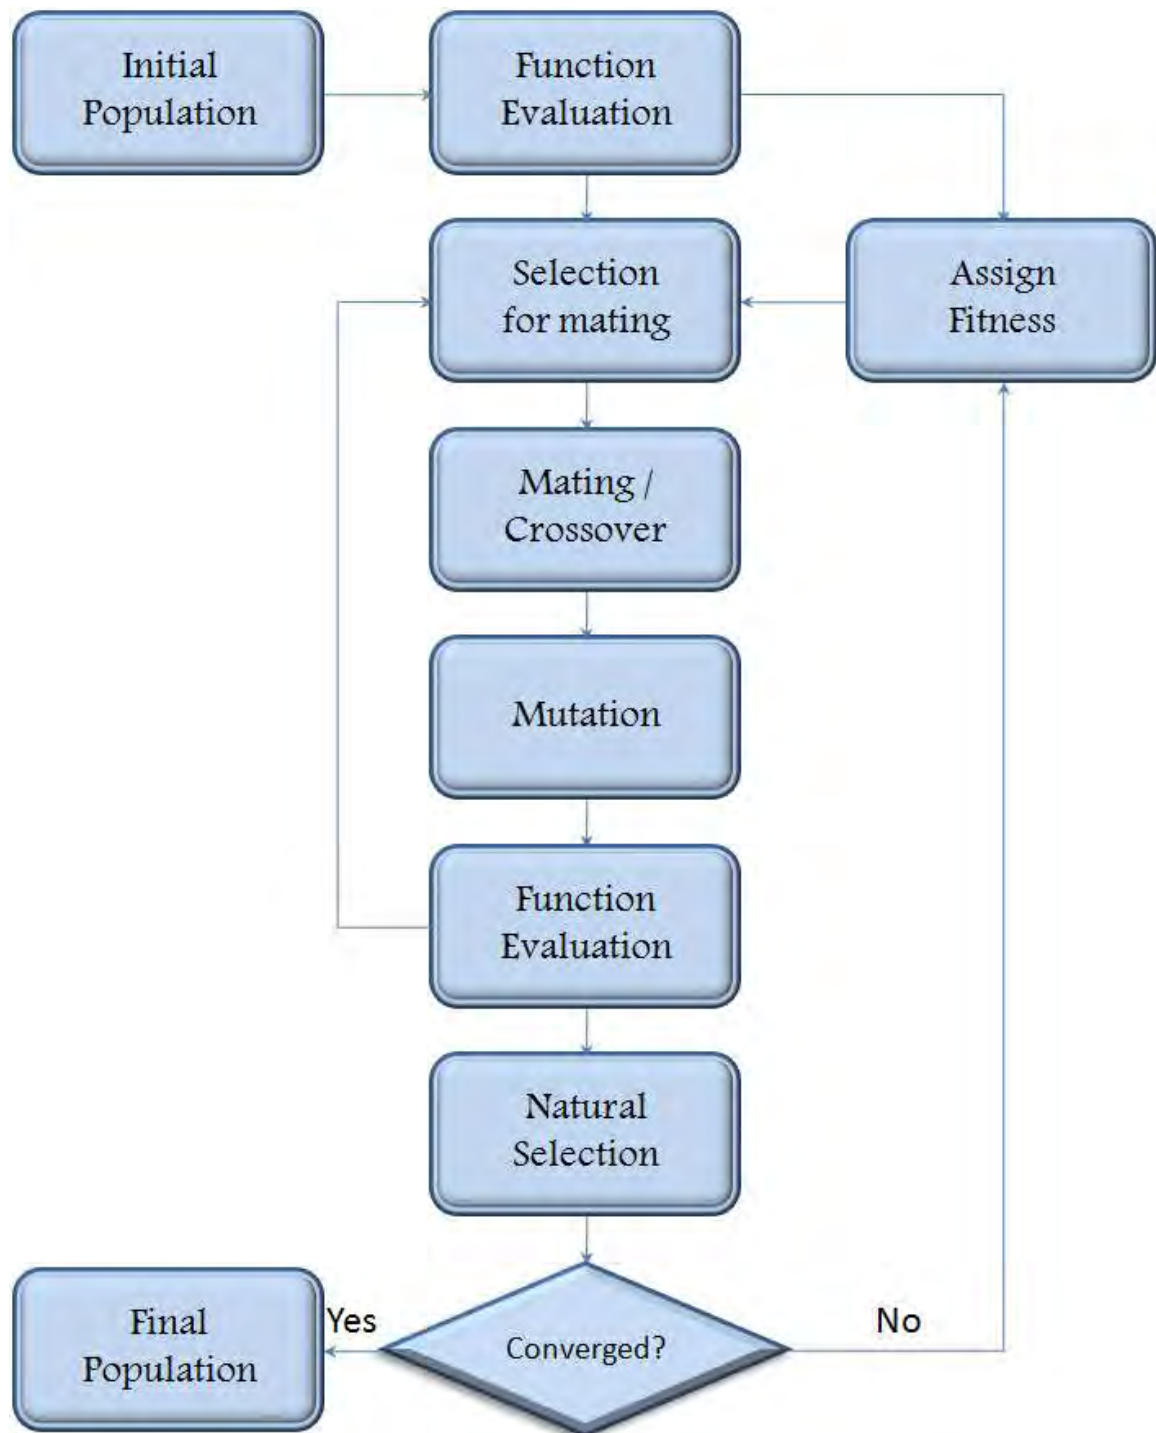 Initial
Population
Function
Evaluation
Selection
for mating
Assign
Fitness
Mating /
Crossover
Mutation
Function
Evaluation
Natural
Selection
Final
Population
Yes
Converged?
No